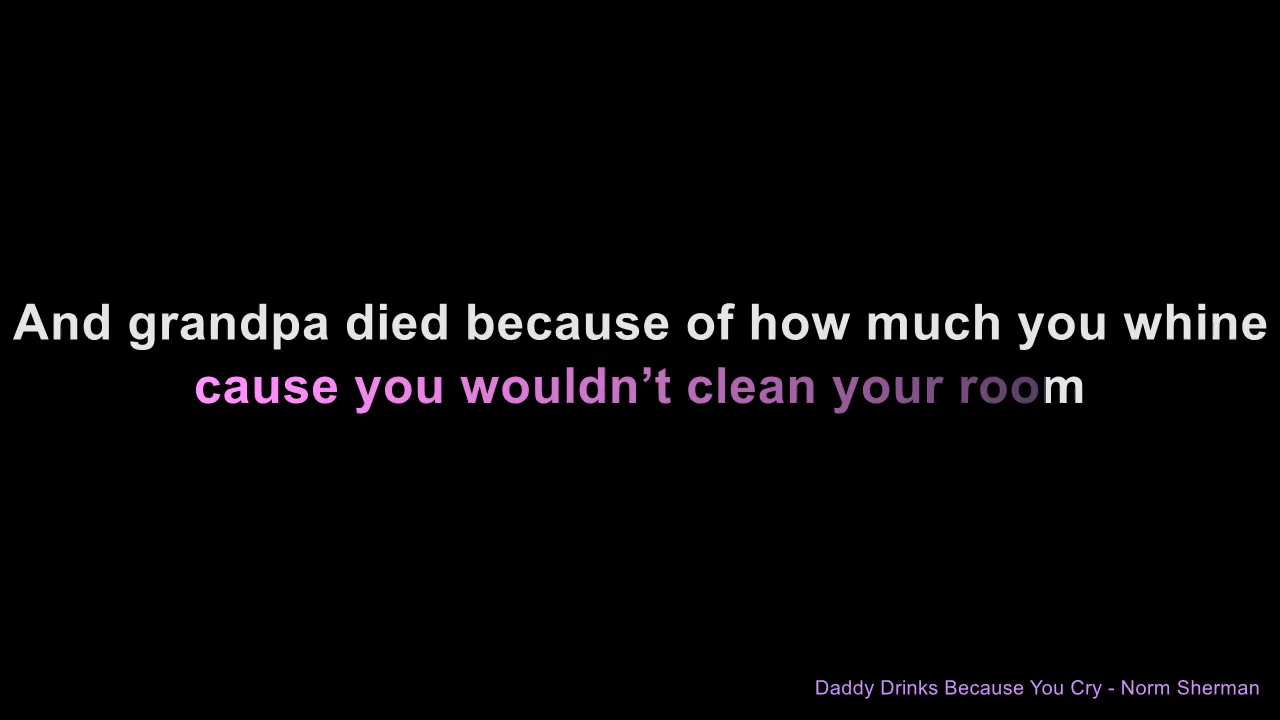 And grandpa died because of how much you whine
cause you wouldn’t clean your room
Daddy Drinks Because You Cry - Norm Sherman